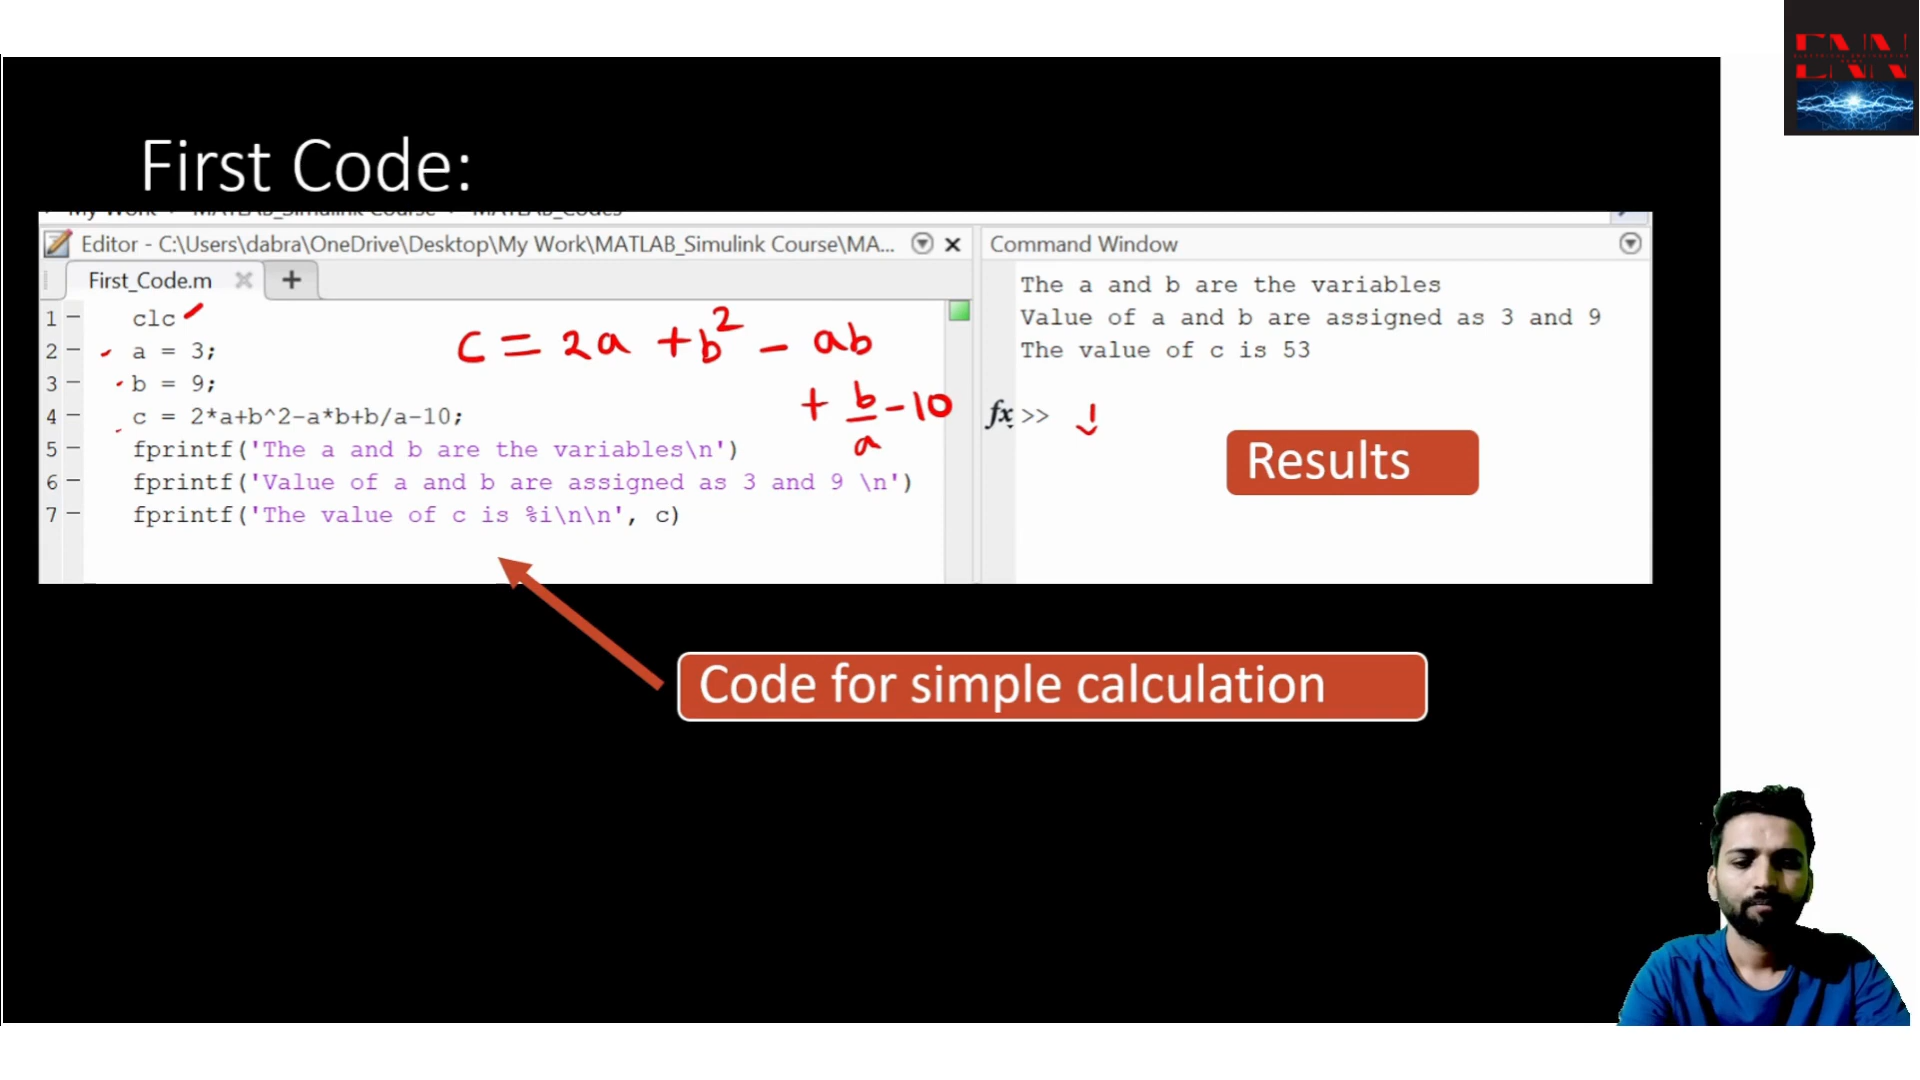 ENN
First Code:
Editor - C:\Users\dabra\OneDrive\Desktop\My Work\MATLAB_Simulink Course\MA...
First_Code.m
1 clc
2 a = 3;
3 b = 9;
4 c = 2*a+b^2-a*b+b/a-10;
5 fprintf('The a and b are the variables\n')
6 fprintf('Value of a and b are assigned as 3 and 9 \n')
7 fprintf('The value of c is %i\n\n', c)
c = 2a + b² - ab
+ b/a - 10
Command Window
The a and b are the variables
Value of a and b are assigned as 3 and 9
The value of c is 53
fx >>
Results
Code for simple calculation